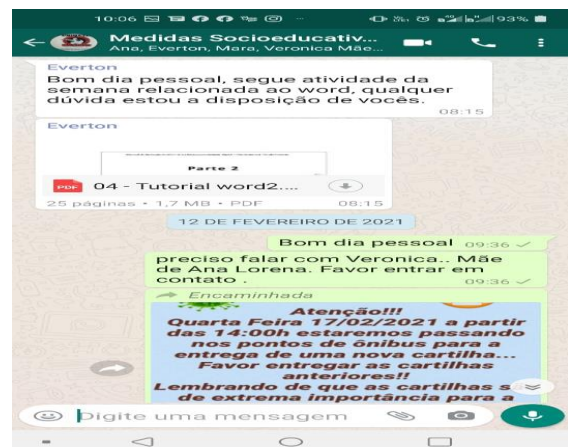 10:06
93%
Medidas Socioeducativ...
Ana, Everton, Mara, Veronica Mãe...
Everton
Bom dia pessoal, segue atividade da
semana relacionada ao word, qualquer
dúvida estou a disposição de vocês.
08:15
Everton
Parte 2
PDF 04 - Tutorial word2....
25 páginas • 1,7 MB • PDF 08:15
12 DE FEVEREIRO DE 2021
Bom dia pessoal 09:36
preciso falar com Veronica.. Mãe
de Ana Lorena. Favor entrar em
contato . 09:36
Encaminhada
Atenção!!!
Quarta Feira 17/02/2021 a partir
das 14:00h estaremos passando
nos pontos de ônibus para a
entrega de uma nova cartilha...
Favor entregar as cartilhas
anteriores!!
Lembrando de que as cartilhas s
de extrema importância para a
Digite uma mensagem